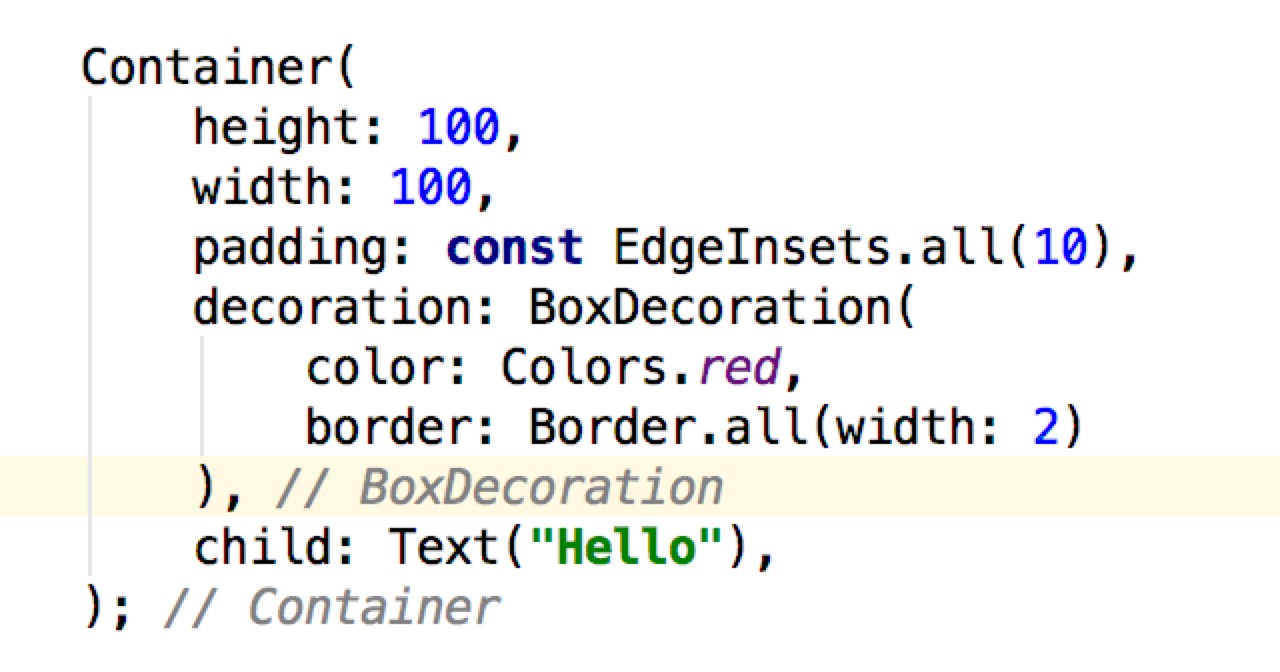 Container(
    height: 100,
    width: 100,
    padding: const EdgeInsets.all(10),
    decoration: BoxDecoration(
        color: Colors.red,
        border: Border.all(width: 2)
    ), // BoxDecoration
    child: Text("Hello"),
); // Container